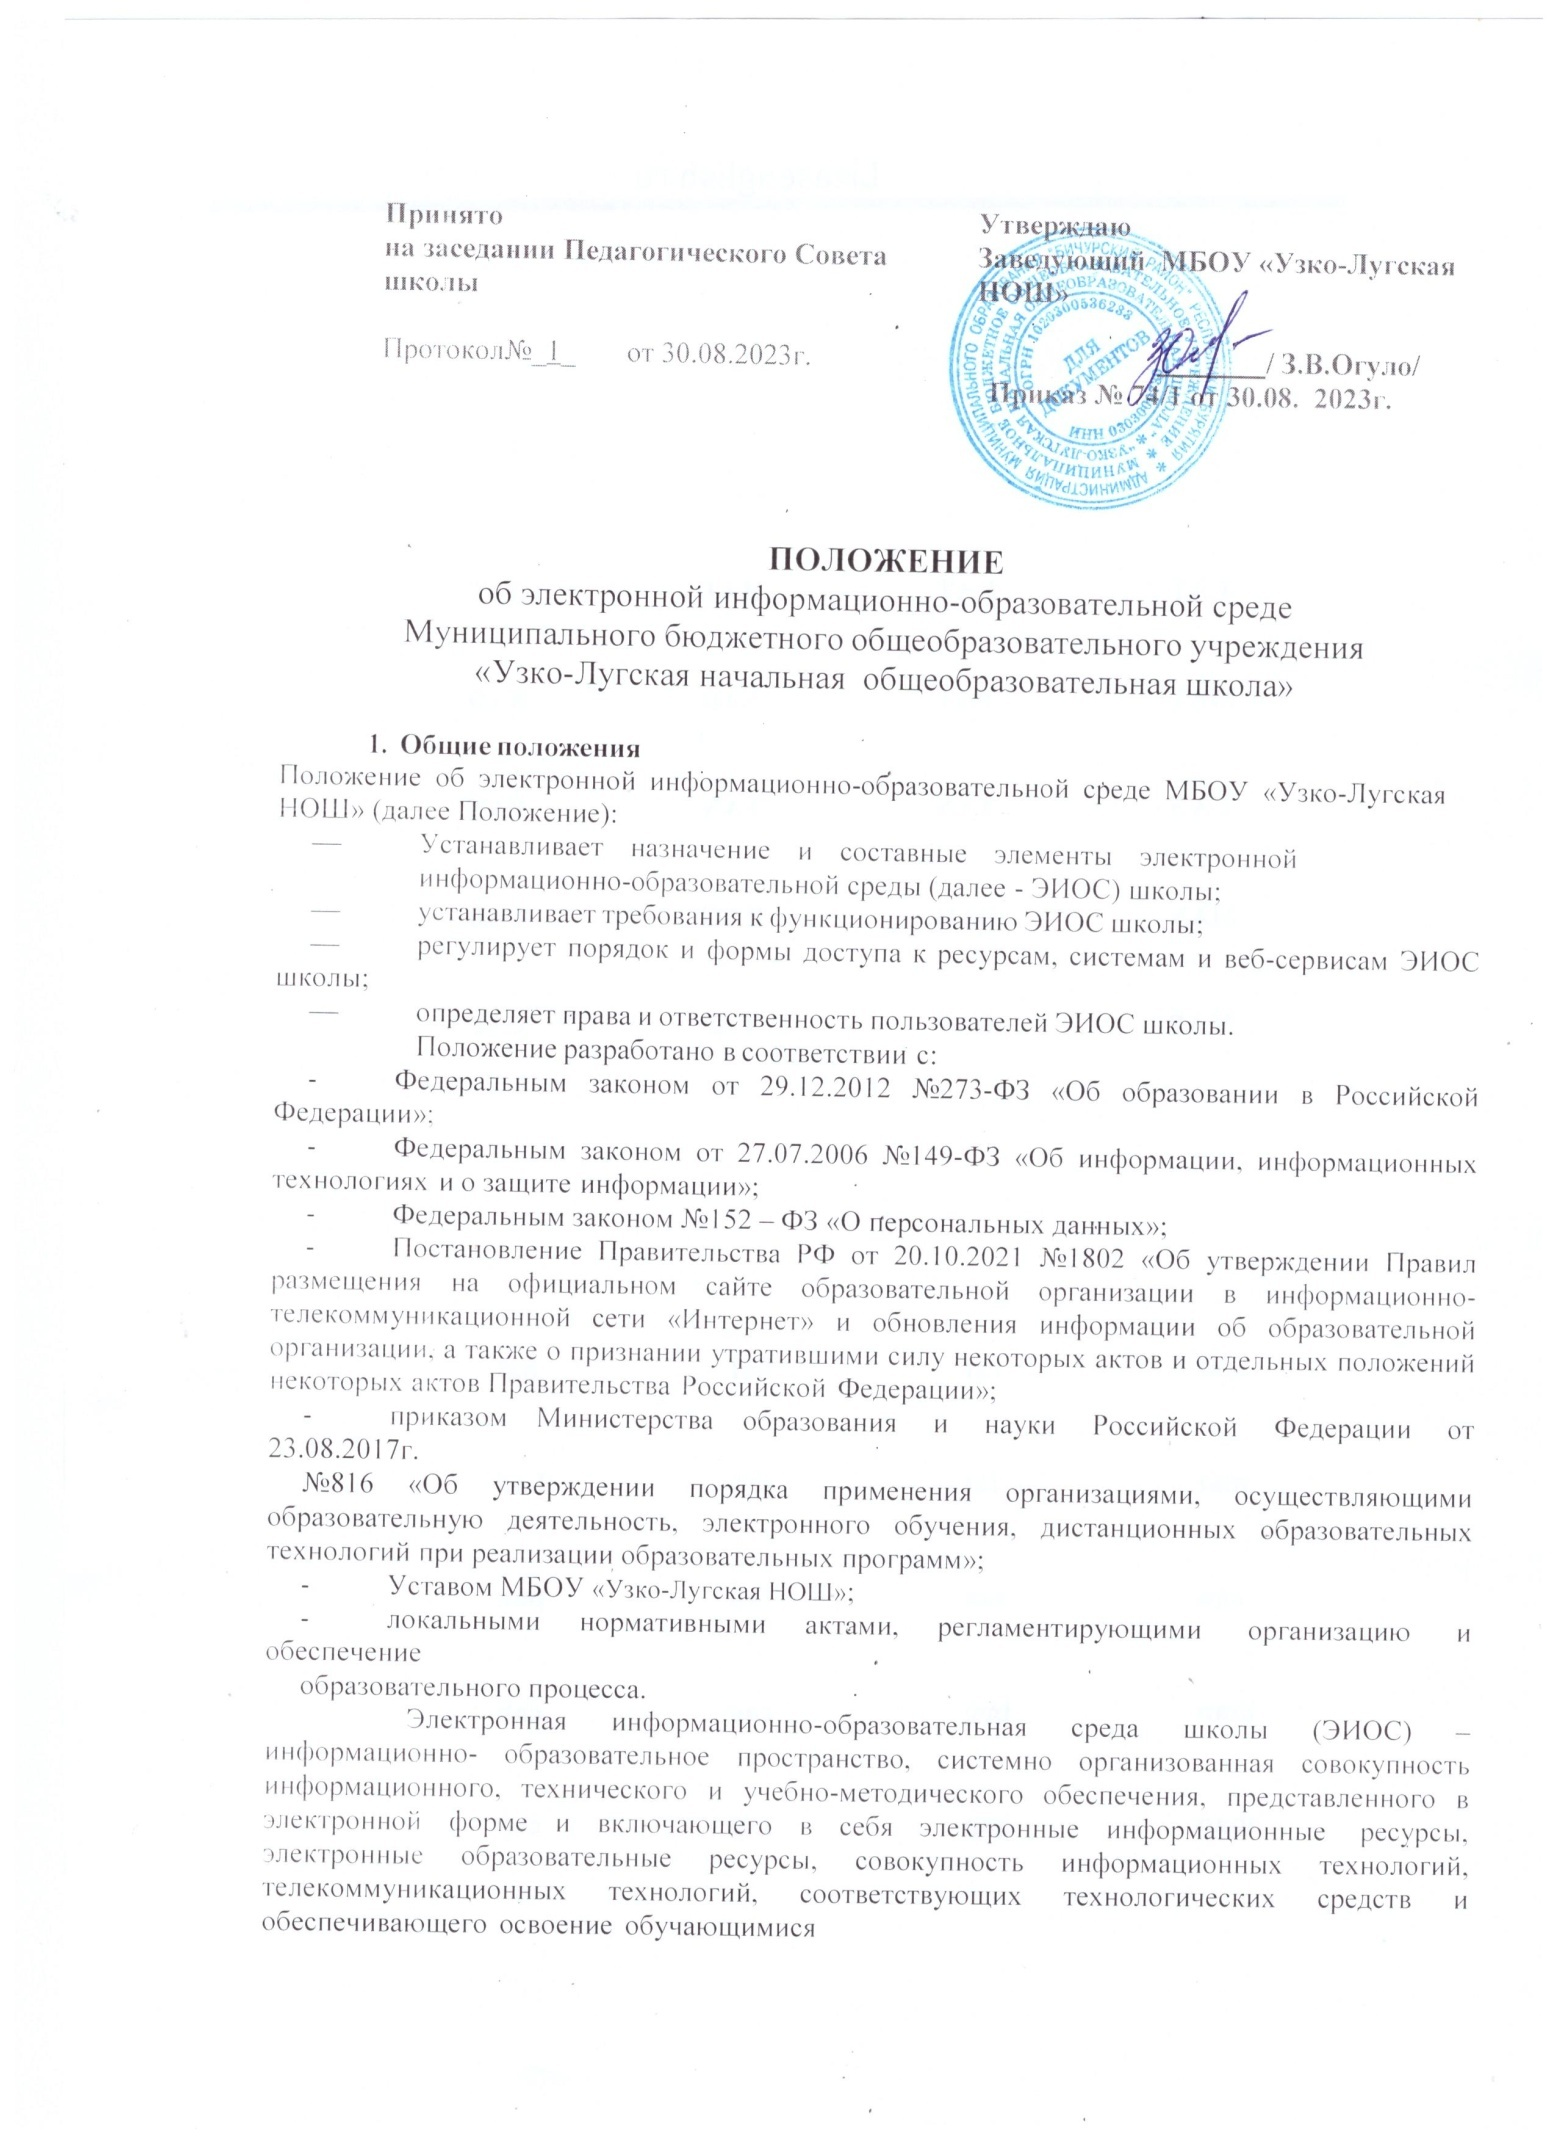 Принято
на заседании Педагогического Совета
школы
Протокол№_1_ от 30.08.2023г.
Утверждаю
Заведующий МБОУ «Узко-Лугская
НОШ»
________/ З.В.Огуло/
Приказ № 74/1 от 30.08. 2023г.
ДЛЯ
ДОКУМЕНТОВ
ПОЛОЖЕНИЕ
об электронной информационно-образовательной среде
Муниципального бюджетного общеобразовательного учреждения
«Узко-Лугская начальная общеобразовательная школа»
1. Общие положения
Положение об электронной информационно-образовательной среде МБОУ «Узко-Лугская
НОШ» (далее Положение):
— Устанавливает назначение и составные элементы электронной
информационно-образовательной среды (далее - ЭИОС) школы;
— устанавливает требования к функционированию ЭИОС школы;
— регулирует порядок и формы доступа к ресурсам, системам и веб-сервисам ЭИОС
школы;
— определяет права и ответственность пользователей ЭИОС школы.
Положение разработано в соответствии с:
- Федеральным законом от 29.12.2012 №273-ФЗ «Об образовании в Российской
Федерации»;
- Федеральным законом от 27.07.2006 №149-ФЗ «Об информации, информационных
технологиях и о защите информации»;
- Федеральным законом №152 – ФЗ «О персональных данных»;
- Постановление Правительства РФ от 20.10.2021 №1802 «Об утверждении Правил
размещения на официальном сайте образовательной организации в информационно-
телекоммуникационной сети «Интернет» и обновления информации об образовательной
организации, а также о признании утратившими силу некоторых актов и отдельных положений
некоторых актов Правительства Российской Федерации»;
- приказом Министерства образования и науки Российской Федерации от
23.08.2017г.
№816 «Об утверждении порядка применения организациями, осуществляющими
образовательную деятельность, электронного обучения, дистанционных образовательных
технологий при реализации образовательных программ»;
- Уставом МБОУ «Узко-Лугская НОШ»;
- локальными нормативными актами, регламентирующими организацию и
обеспечение
образовательного процесса.
Электронная информационно-образовательная среда школы (ЭИОС) –
информационно- образовательное пространство, системно организованная совокупность
информационного, технического и учебно-методического обеспечения, представленного в
электронной форме и включающего в себя электронные информационные ресурсы,
электронные образовательные ресурсы, совокупность информационных технологий,
телекоммуникационных технологий, соответствующих технологических средств и
обеспечивающего освоение обучающимися